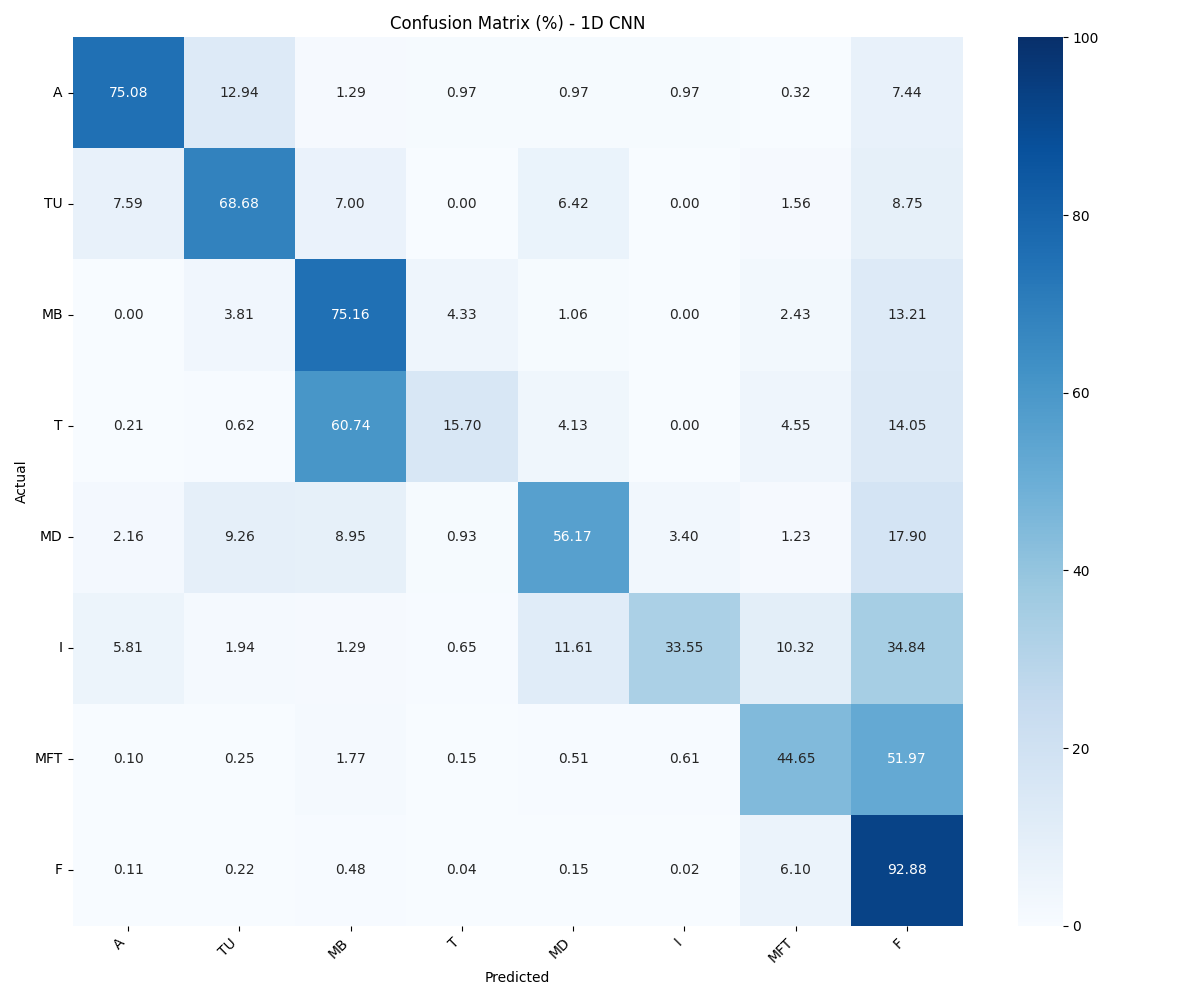 Confusion Matrix (%) - 1D CNN
A 75.08 12.94 1.29 0.97 0.97 0.97 0.32 7.44
TU 7.59 68.68 7.00 0.00 6.42 0.00 1.56 8.75
MB 0.00 3.81 75.16 4.33 1.06 0.00 2.43 13.21
T 0.21 0.62 60.74 15.70 4.13 0.00 4.55 14.05
MD 2.16 9.26 8.95 0.93 56.17 3.40 1.23 17.90
I 5.81 1.94 1.29 0.65 11.61 33.55 10.32 34.84
MFT 0.10 0.25 1.77 0.15 0.51 0.61 44.65 51.97
F 0.11 0.22 0.48 0.04 0.15 0.02 6.10 92.88
A TU MB T MD I MFT F
Predicted
Actual
100
80
60
40
20
0